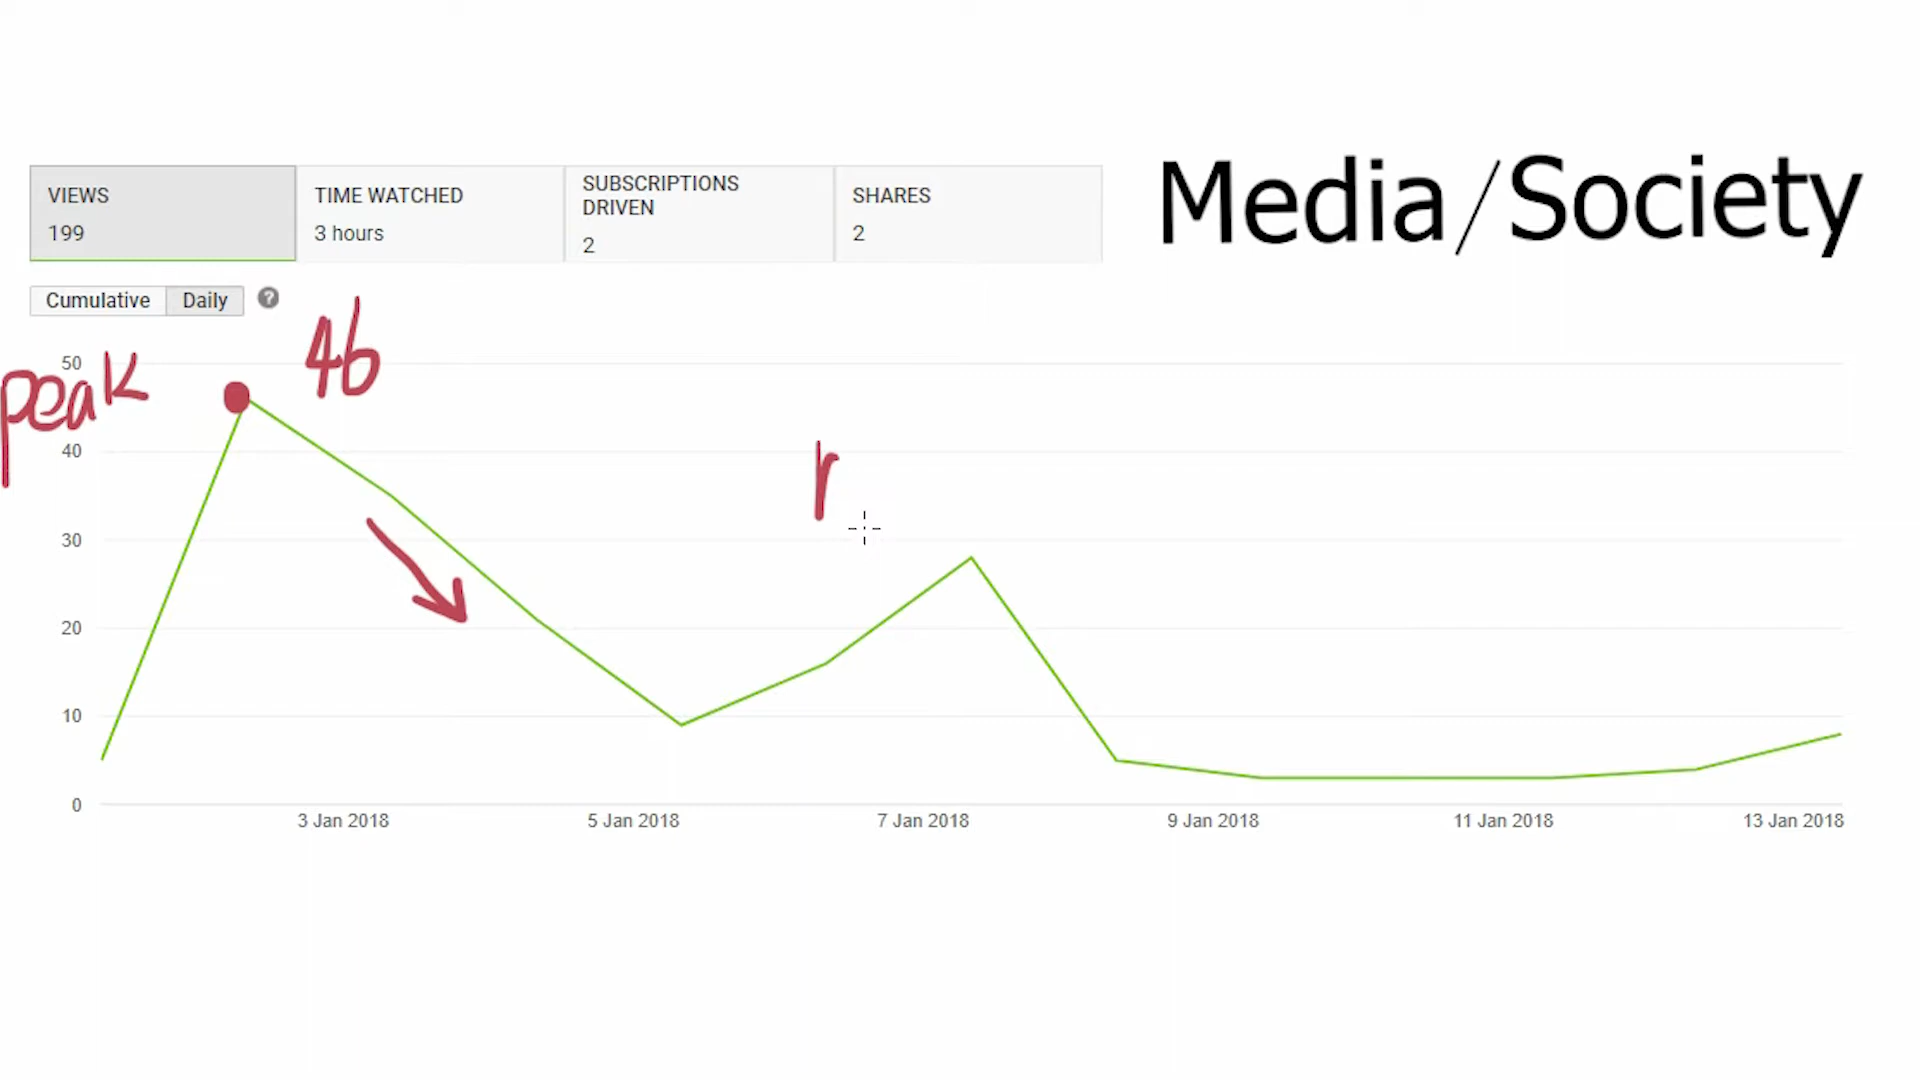 Media/Society
VIEWS
199
TIME WATCHED
3 hours
SUBSCRIPTIONS
DRIVEN
2
SHARES
2
Cumulative
Daily
?
46
50
peak
40
r
30
20
10
0
3 Jan 2018
5 Jan 2018
7 Jan 2018
9 Jan 2018
11 Jan 2018
13 Jan 2018